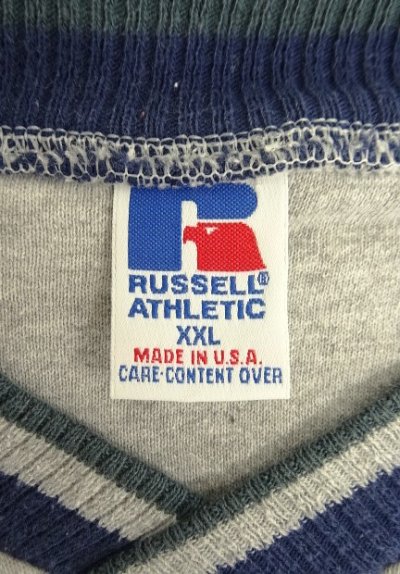 RUSSELL®
ATHLETIC
XXL
MADE IN U.S.A.
CARE-CONTENT OVER